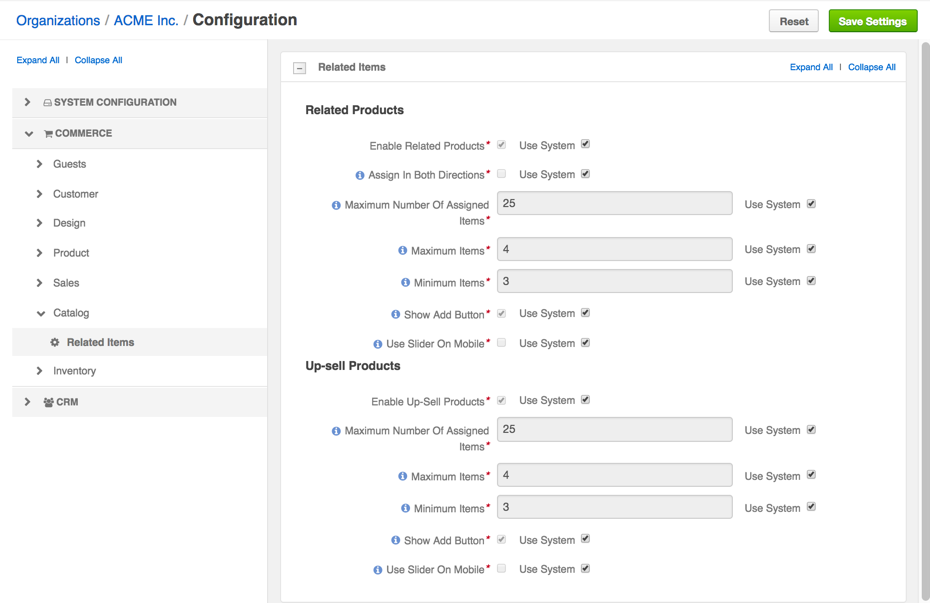 Organizations / ACME Inc. / Configuration
Reset
Save Settings
Expand All | Collapse All
SYSTEM CONFIGURATION
COMMERCE
Guests
Customer
Design
Product
Sales
Catalog
Related Items
Inventory
CRM
Related Items
Expand All | Collapse All
Related Products
Enable Related Products* Use System
Assign In Both Directions* Use System
Maximum Number Of Assigned
Items* 25 Use System
Maximum Items* 4 Use System
Minimum Items* 3 Use System
Show Add Button* Use System
Use Slider On Mobile* Use System
Up-sell Products
Enable Up-Sell Products* Use System
Maximum Number Of Assigned
Items* 25 Use System
Maximum Items* 4 Use System
Minimum Items* 3 Use System
Show Add Button* Use System
Use Slider On Mobile* Use System